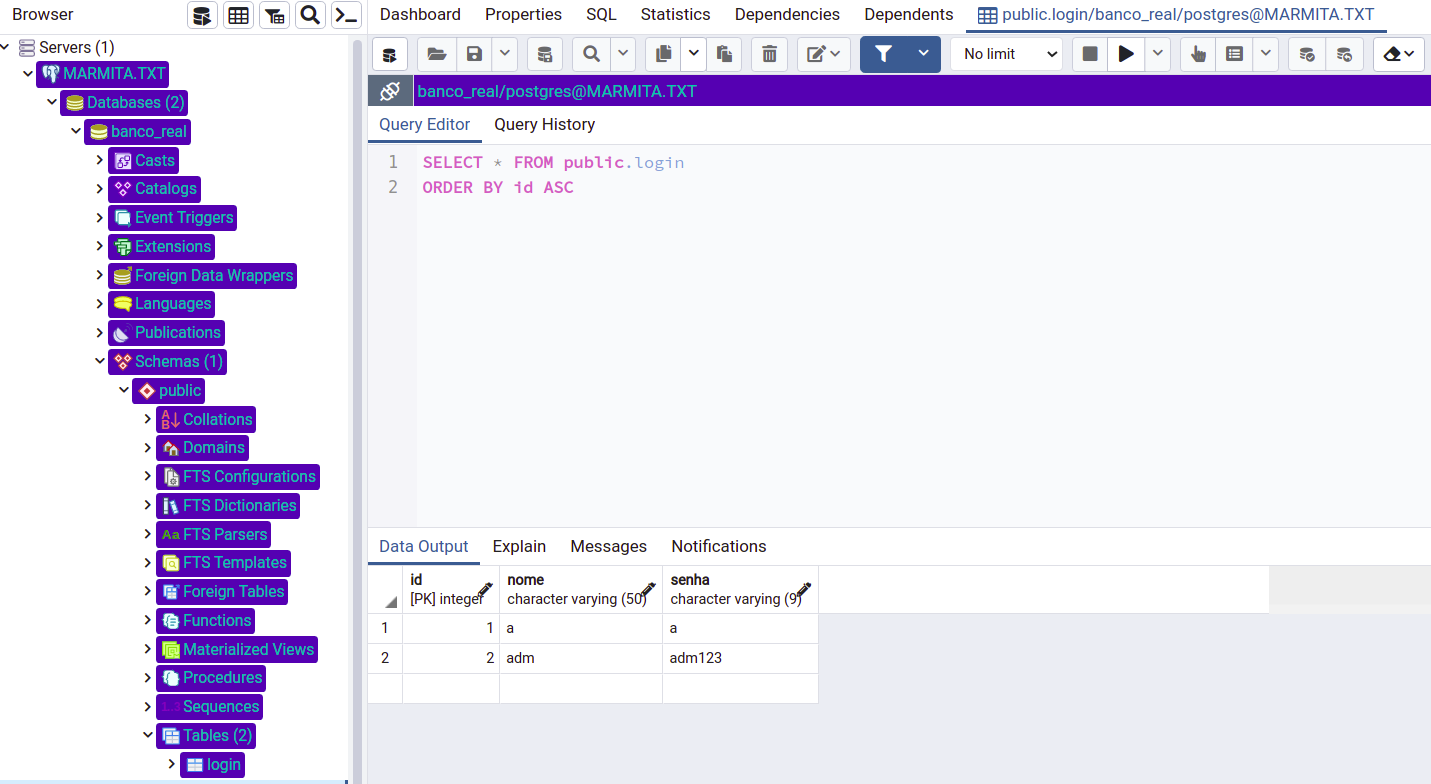 Browser
Servers (1)
MARMITA.TXT
Databases (2)
banco_real
Casts
Catalogs
Event Triggers
Extensions
Foreign Data Wrappers
Languages
Publications
Schemas (1)
public
Collations
Domains
FTS Configurations
FTS Dictionaries
Aa FTS Parsers
FTS Templates
Foreign Tables
Functions
Materialized Views
Procedures
1..3 Sequences
Tables (2)
login
Dashboard Properties SQL Statistics Dependencies Dependents public.login/banco_real/postgres@MARMITA.TXT
No limit
banco_real/postgres@MARMITA.TXT
Query Editor Query History
1 SELECT * FROM public.login
2 ORDER BY id ASC
Data Output Explain Messages Notifications
id nome senha
[PK] integer character varying (50) character varying (9)
1 1 a a
2 2 adm adm123